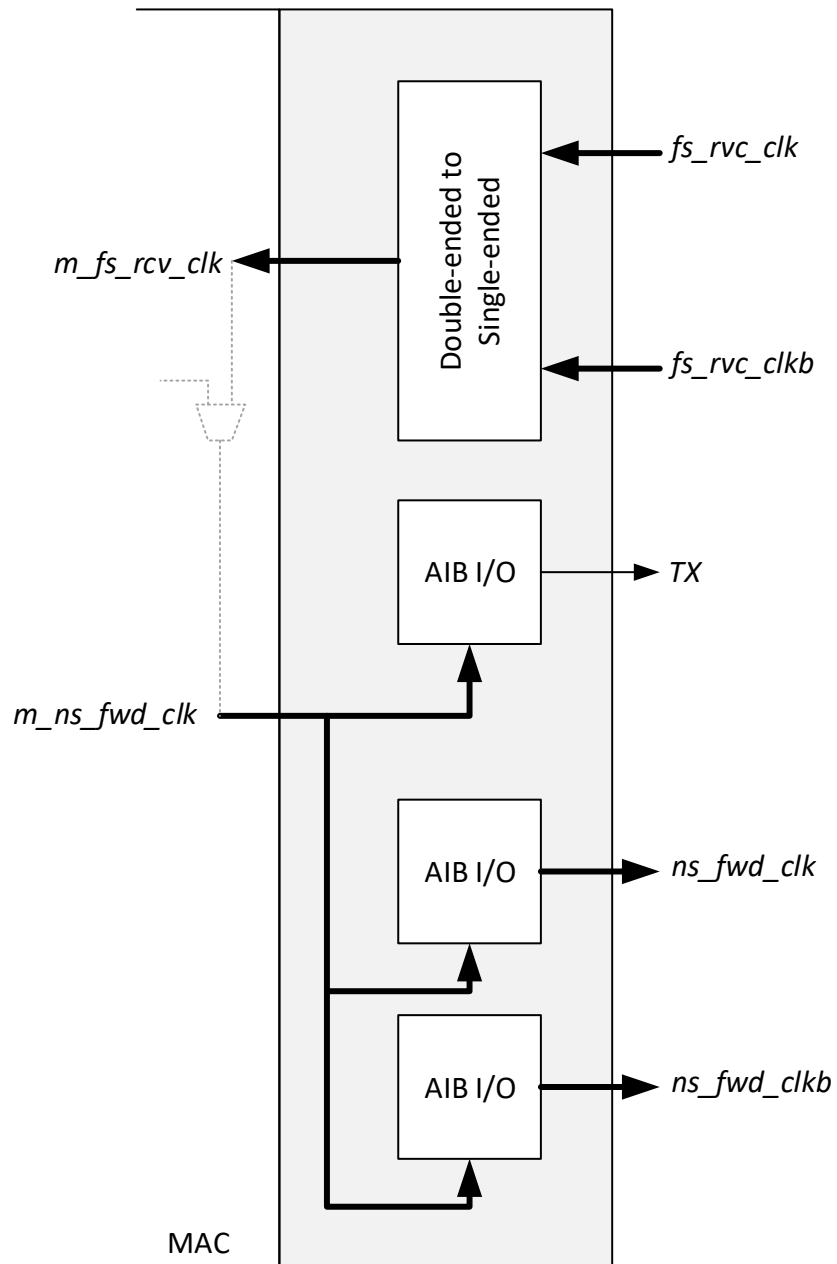 fs_rvc_clk
Double-ended to
Single-ended
m_fs_rcv_clk
fs_rvc_clkb
AIB I/O
TX
m_ns_fwd_clk
AIB I/O
ns_fwd_clk
AIB I/O
ns_fwd_clkb
MAC